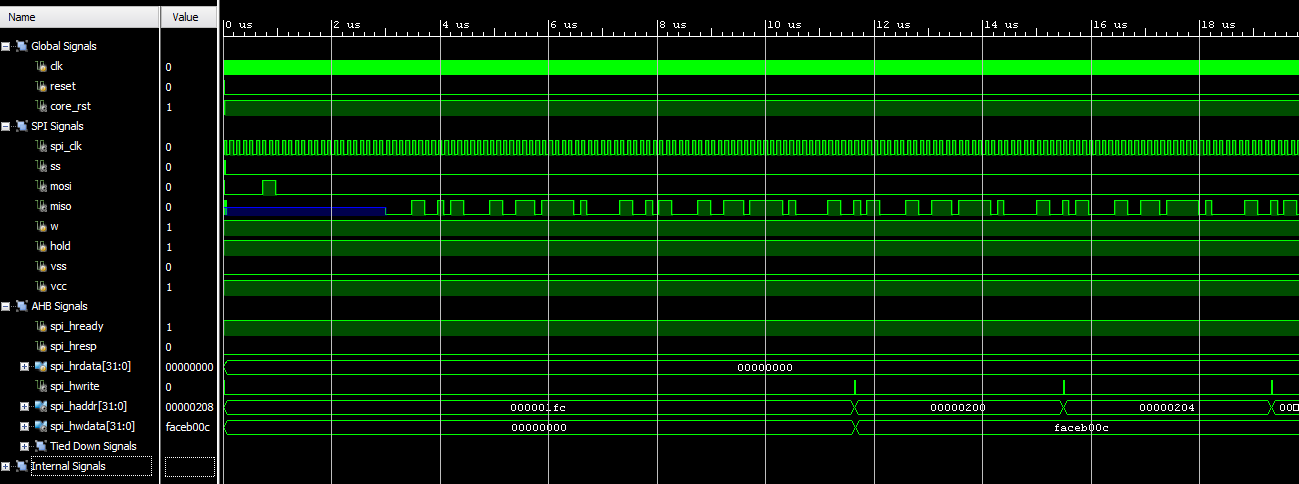 Name Value 0 us 2 us 4 us 6 us 8 us 10 us 12 us 14 us 16 us 18 us
Global Signals
clk 0
reset 0
core_rst 1
SPI Signals
spi_clk 0
ss 0
mosi 0
miso 0
w 1
hold 1
vss 0
vcc 1
AHB Signals
spi_hready 1
spi_hresp 0
spi_hrdata[31:0] 00000000 00000000
spi_hwrite 0
spi_haddr[31:0] 00000208 000001fc 00000200 00000204 00
spi_hwdata[31:0] faceb00c 00000000 faceb00c
Tied Down Signals
Internal Signals